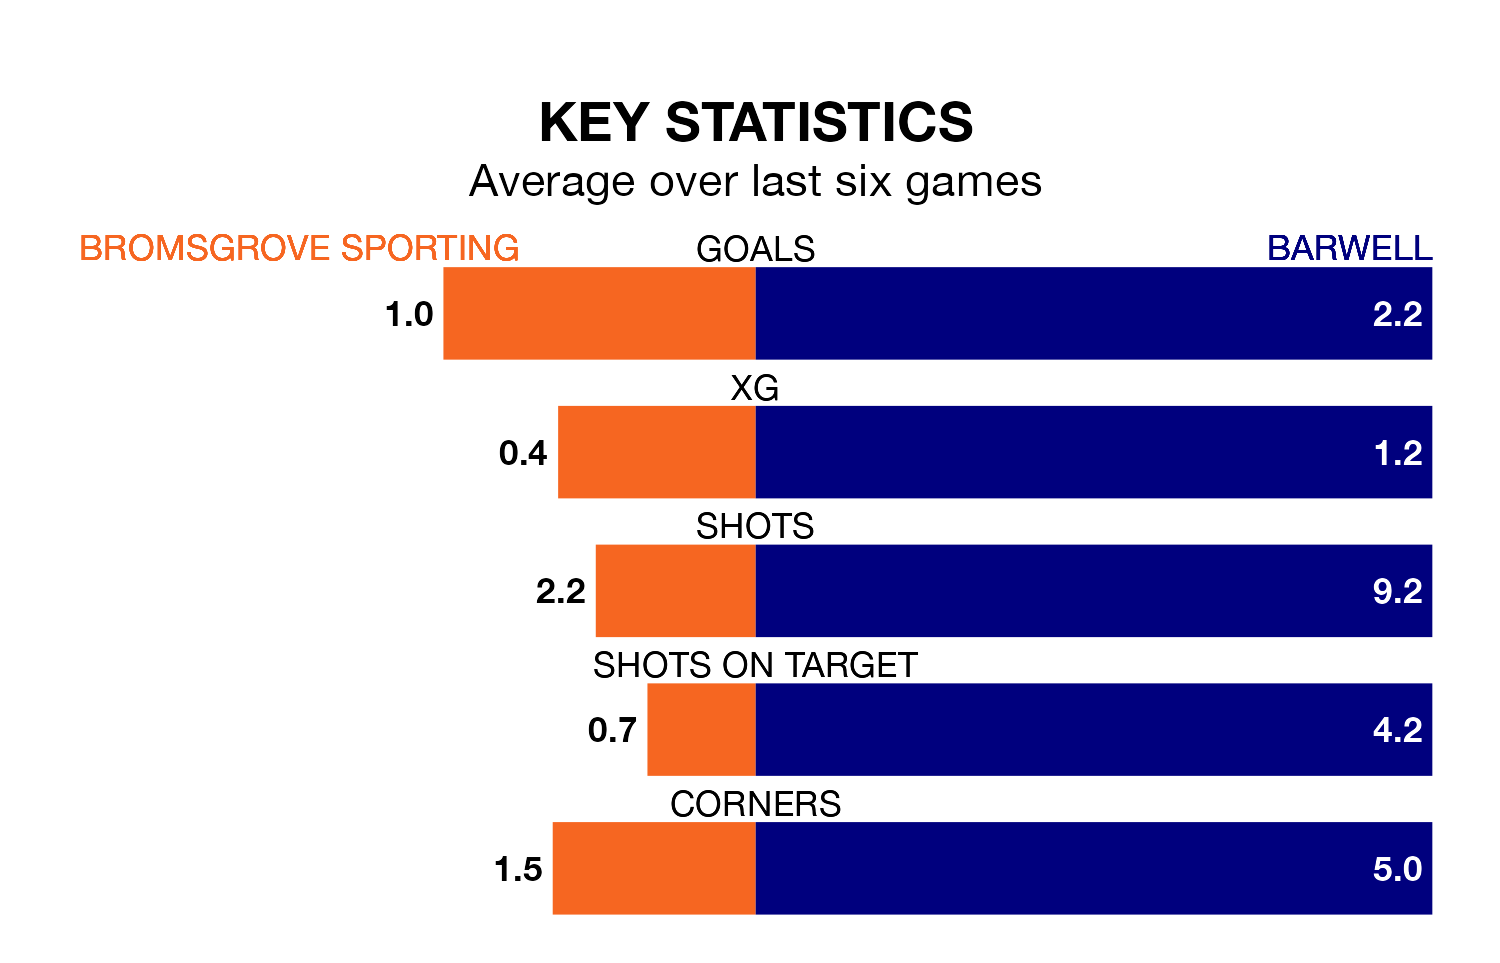 KEY STATISTICS
Average over last six games
BROMSGROVE SPORTING GOALS BARWELL
1.0 2.2
XG
0.4 1.2
SHOTS
2.2 9.2
SHOTS ON TARGET
0.7 4.2
CORNERS
1.5 5.0